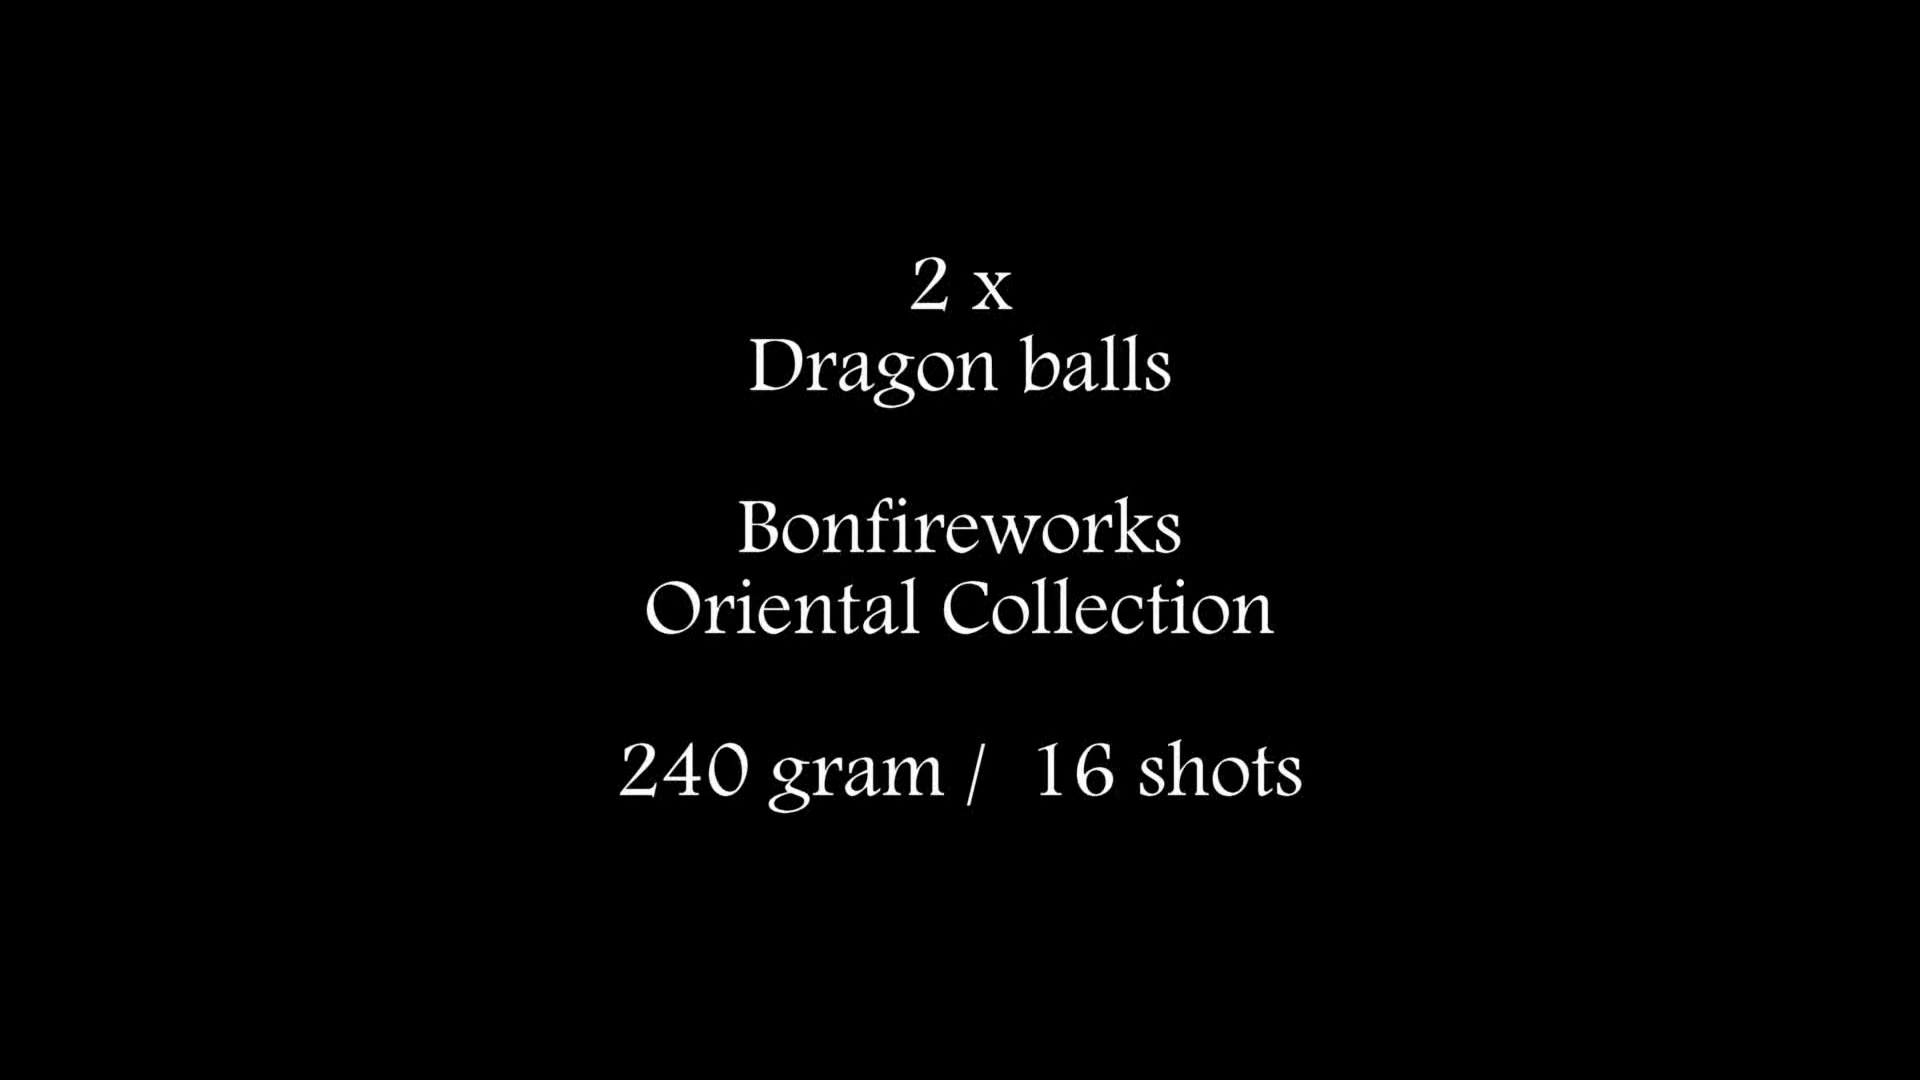 2 x
Dragon balls
Bonfireworks
Oriental Collection
240 gram / 16 shots